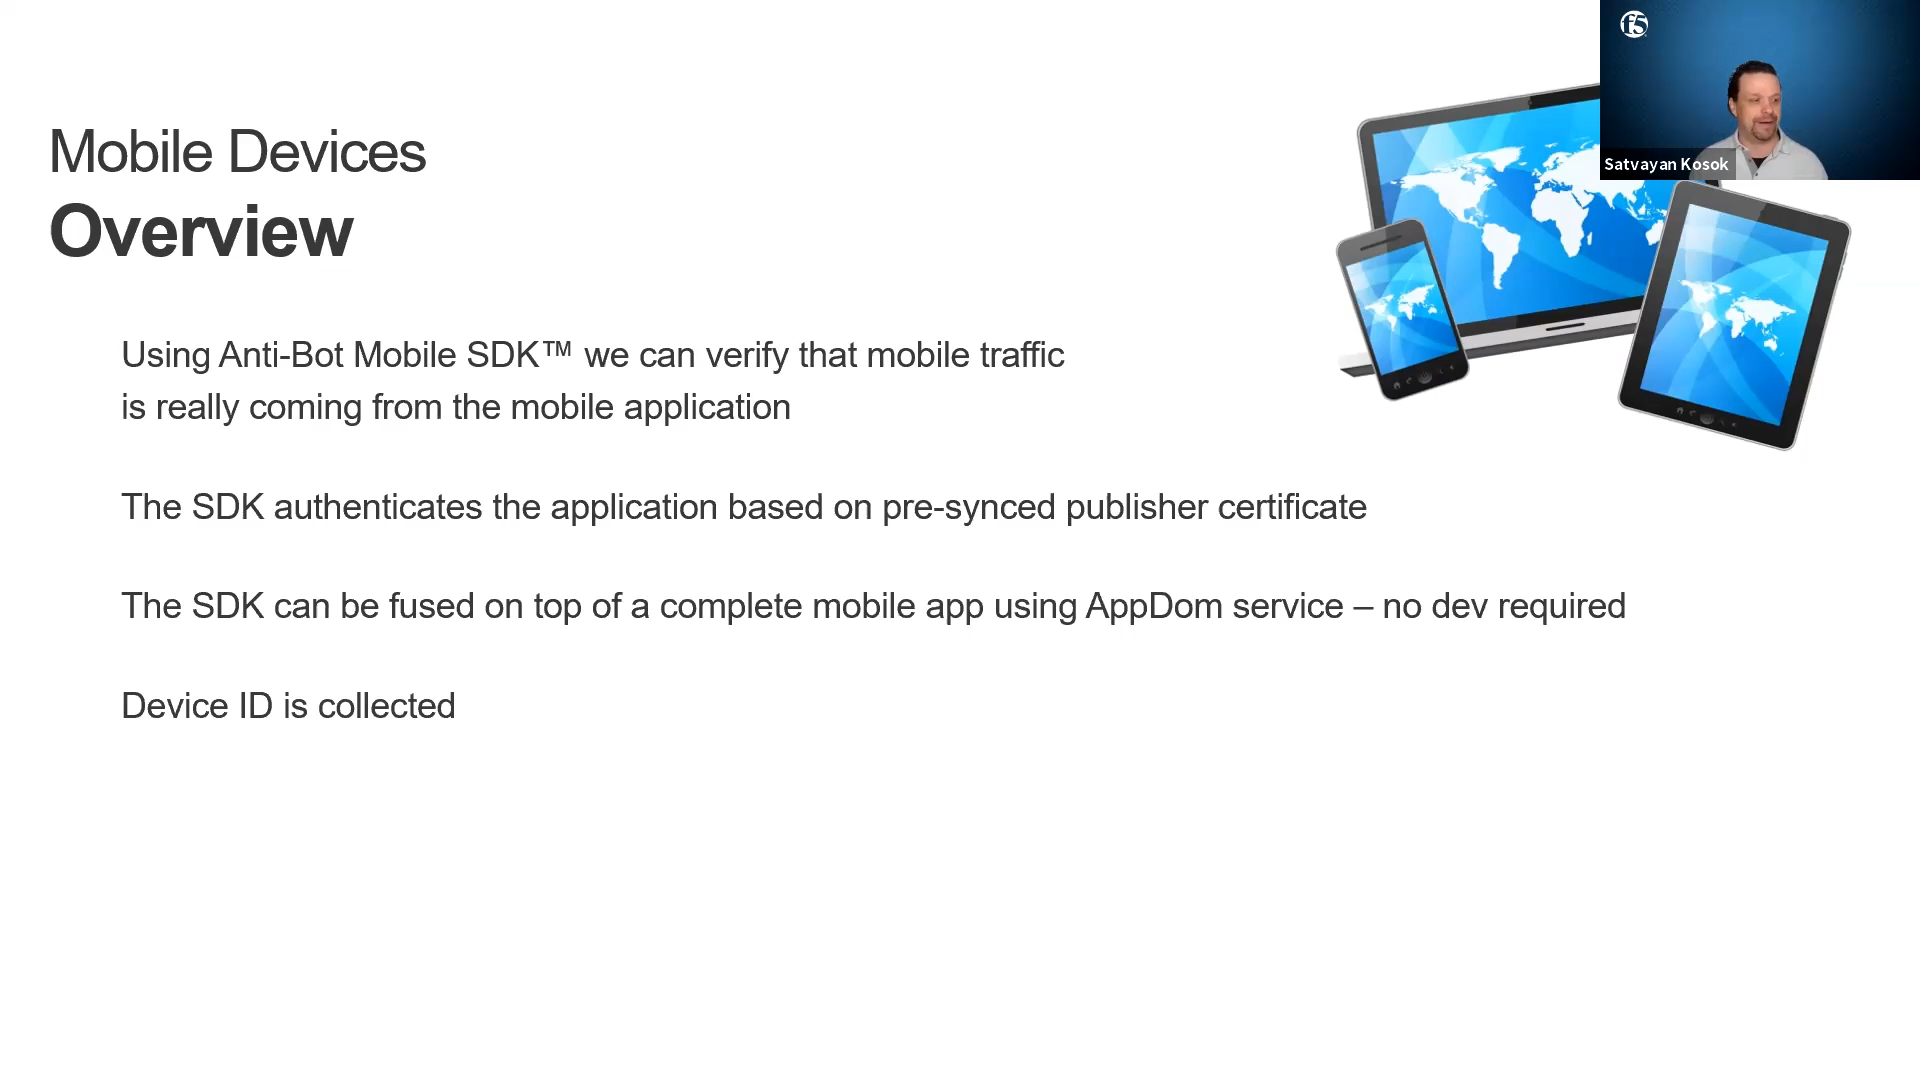 f5
Satvayan Kosok
Mobile Devices
Overview
Using Anti-Bot Mobile SDK™ we can verify that mobile traffic
is really coming from the mobile application
The SDK authenticates the application based on pre-synced publisher certificate
The SDK can be fused on top of a complete mobile app using AppDom service – no dev required
Device ID is collected